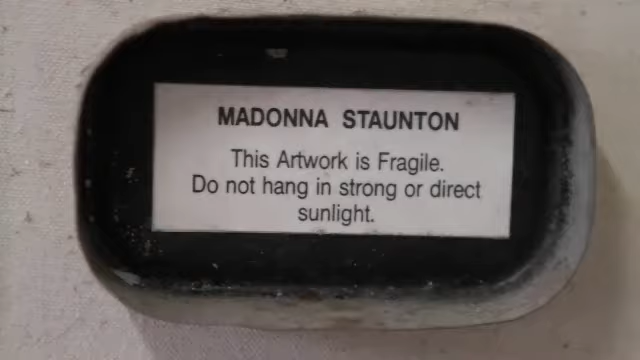 MADONNA STAUNTON
This Artwork is Fragile.
Do not hang in strong or direct
sunlight.